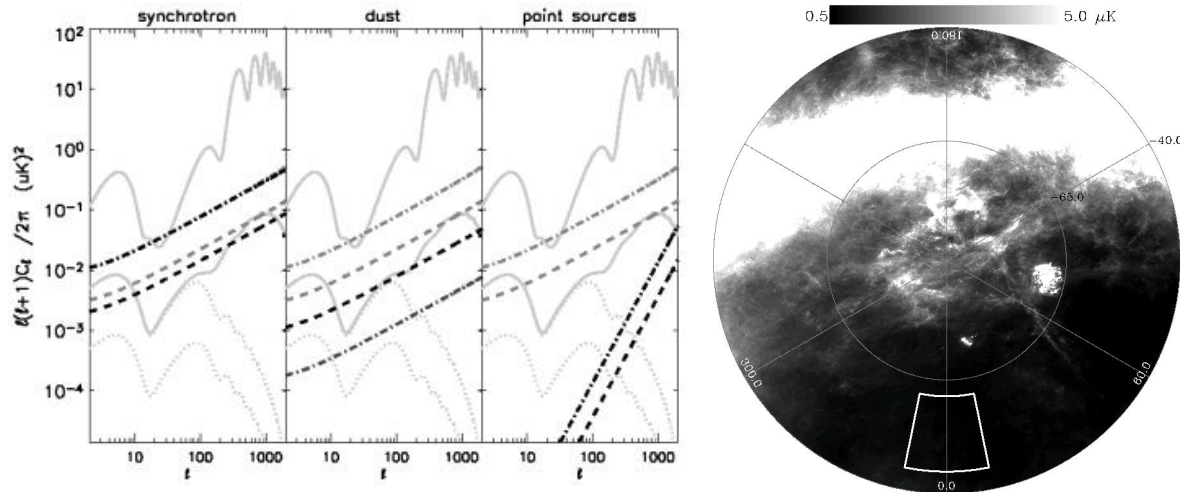 synchrotron dust point sources
10²
10¹
10⁰
10⁻¹
10⁻²
10⁻³
10⁻⁴
ℓ(ℓ+1)Cℓ /2π (uK)²
10 100 1000 10 100 1000 10 100 1000
ℓ ℓ ℓ
0.5 5.0 μK
180.0
-40.0
-65.0
300.0
60.0
0.0